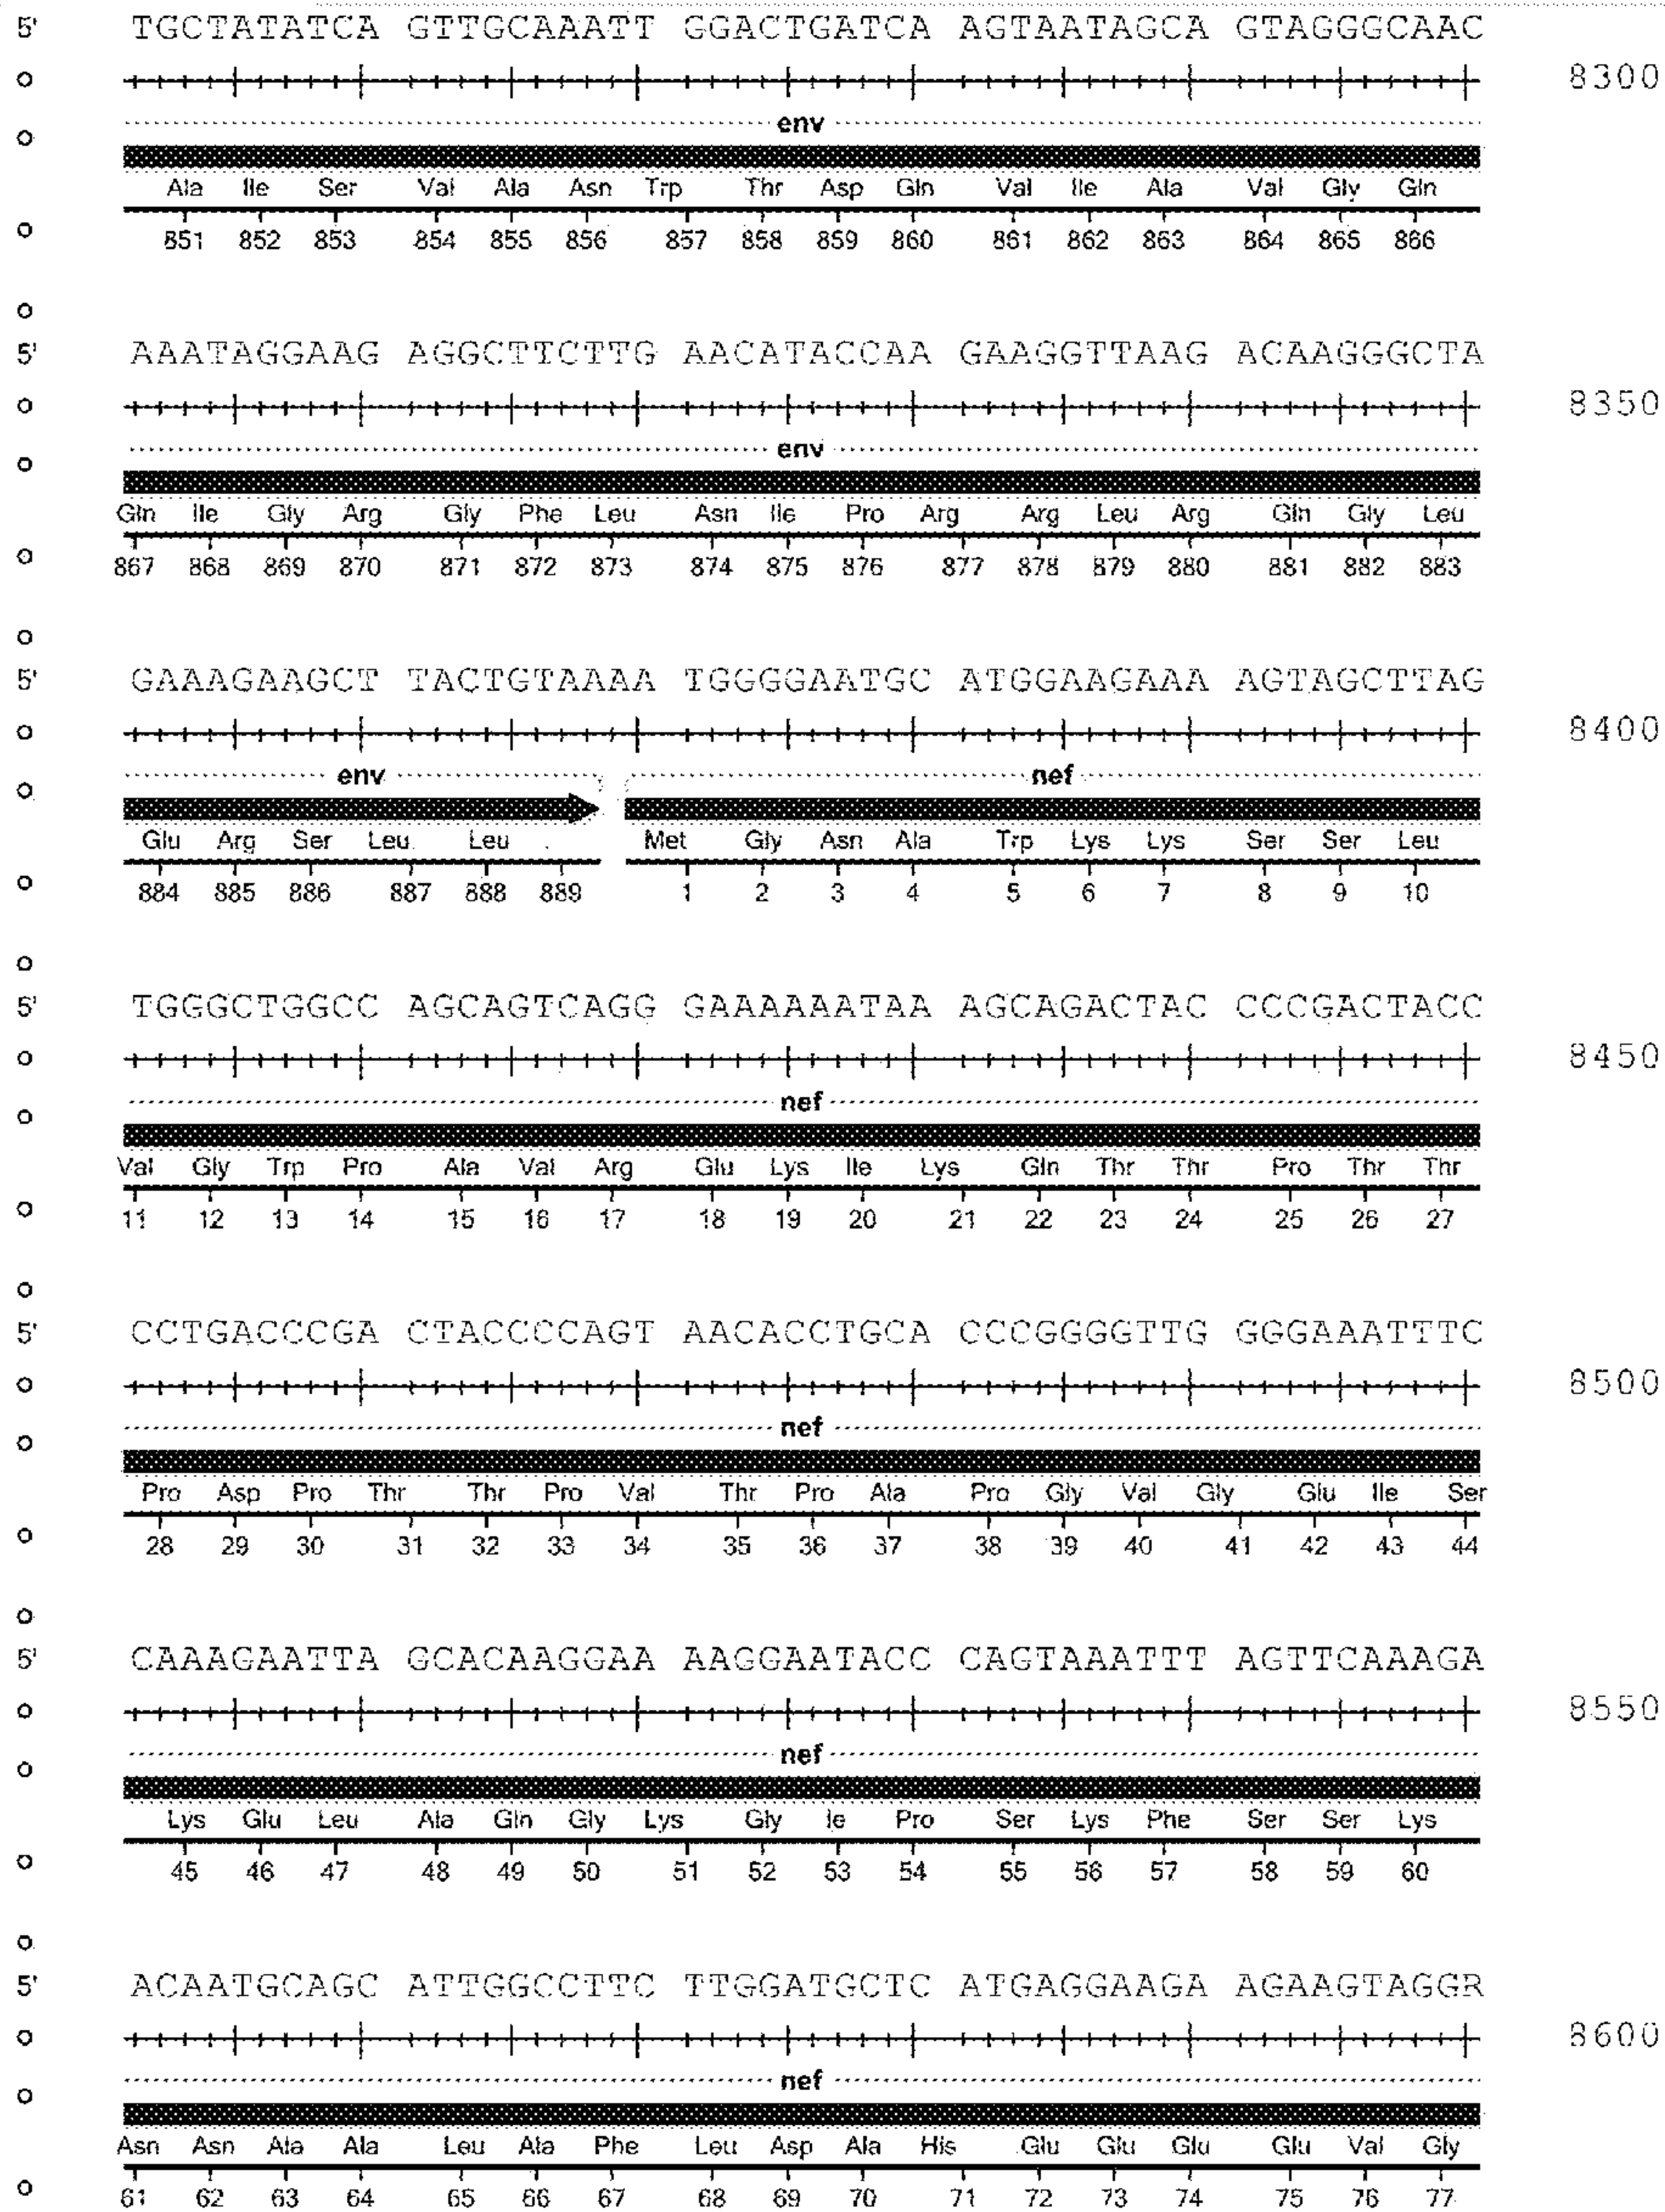 5' TGCTATATCA GTTGCAAATT GGACTGATCA AGTAATAGCA GTAGGGCAAC
8300
env
Ala Ile Ser Val Ala Asn Trp Thr Asp Gln Val Ile Ala Val Gly Gln
851 852 853 854 855 856 857 858 859 860 861 862 863 864 865 866
5' AAATAGGAAG AGGCTTCTTG AACATACCAA GAAGGTTAAG ACAAGGGCTA
8350
env
Gln Ile Gly Arg Gly Phe Leu Asn Ile Pro Arg Arg Leu Arg Gln Gly Leu
867 868 869 870 871 872 873 874 875 876 877 878 879 880 881 882 883
5' GAAAGAAGCT TACTGTAAAA TGGGGAATGC ATGGAAGAAA AGTAGCTTAG
8400
env nef
Glu Arg Ser Leu Leu . Met Gly Asn Ala Trp Lys Lys Ser Ser Leu
884 885 886 887 888 889 1 2 3 4 5 6 7 8 9 10
5' TGGGCTGGCC AGCAGTCAGG GAAAAAATAA AGCAGACTAC CCCGACTACC
8450
nef
Val Gly Trp Pro Ala Val Arg Glu Lys Ile Lys Gln Thr Thr Pro Thr Thr
11 12 13 14 15 16 17 18 19 20 21 22 23 24 25 26 27
5' CCTGACCCGA CTACCCCAGT AACACCTGCA CCCGGGGTTG GGGAAATTTC
8500
nef
Pro Asp Pro Thr Thr Pro Val Thr Pro Ala Pro Gly Val Gly Glu Ile Ser
28 29 30 31 32 33 34 35 36 37 38 39 40 41 42 43 44
5' CAAAGAATTA GCACAAGGAA AAGGAATACC CAGTAAATTT AGTTCAAAGA
8550
nef
Lys Glu Leu Ala Gln Gly Lys Gly Ie Pro Ser Lys Phe Ser Ser Lys
45 46 47 48 49 50 51 52 53 54 55 56 57 58 59 60
5' ACAATGCAGC ATTGGCCTTC TTGGATGCTC ATGAGGAAGA AGAAGTAGGR
8600
nef
Asn Asn Ala Ala Leu Ala Phe Leu Asp Ala His Glu Glu Glu Glu Val Gly
61 62 63 64 65 66 67 68 69 70 71 72 73 74 75 76 77